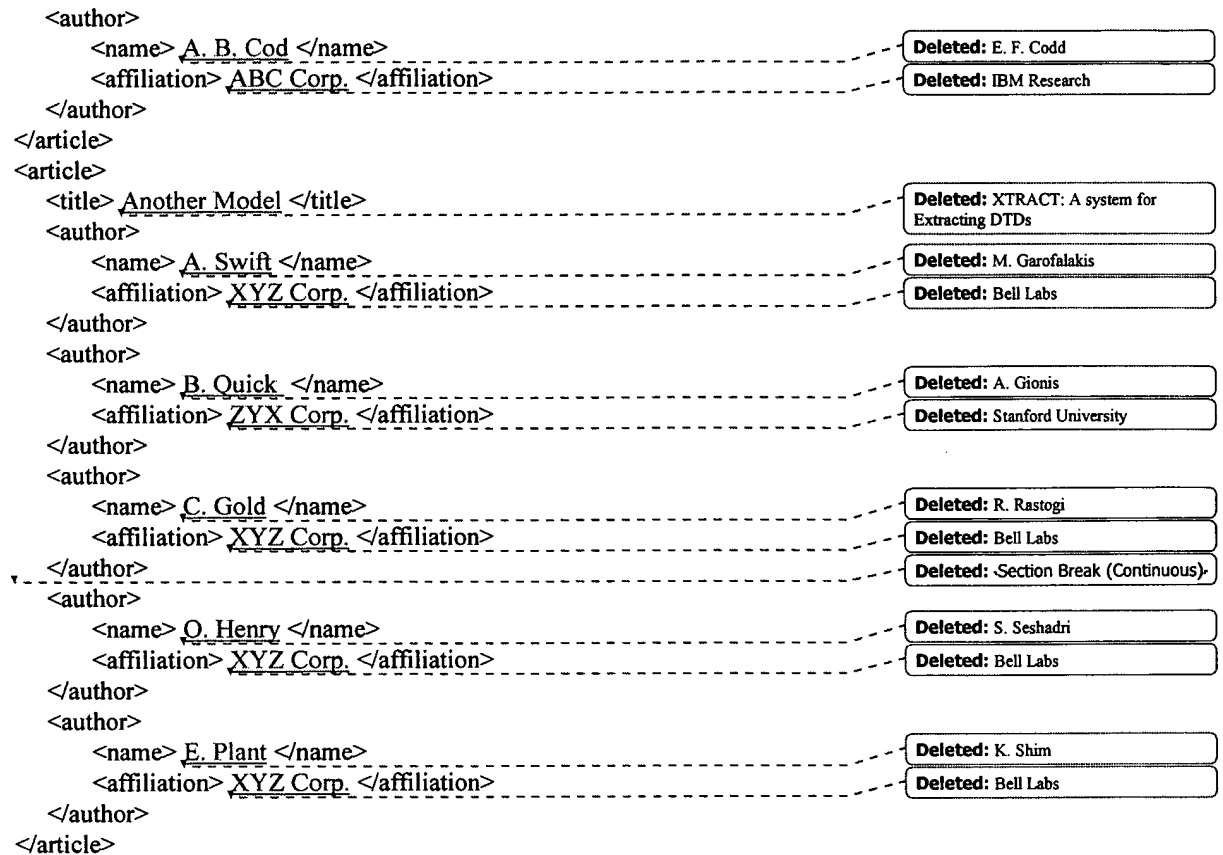 <author>
<name> A. B. Cod </name>
Deleted: E. F. Codd
<affiliation> ABC Corp. </affiliation>
Deleted: IBM Research
</author>
</article>
<article>
<title> Another Model </title>
Deleted: XTRACT: A system for
Extracting DTDs
<author>
<name> A. Swift </name>
Deleted: M. Garofalakis
<affiliation> XYZ Corp. </affiliation>
Deleted: Bell Labs
</author>
<author>
<name> B. Quick </name>
Deleted: A. Gionis
<affiliation> ZYX Corp. </affiliation>
Deleted: Stanford University
</author>
<author>
<name> C. Gold </name>
Deleted: R. Rastogi
<affiliation> XYZ Corp. </affiliation>
Deleted: Bell Labs
</author>
Deleted: Section Break (Continuous)
<author>
<name> O. Henry </name>
Deleted: S. Seshadri
<affiliation> XYZ Corp. </affiliation>
Deleted: Bell Labs
</author>
<author>
<name> E. Plant </name>
Deleted: K. Shim
<affiliation> XYZ Corp. </affiliation>
Deleted: Bell Labs
</author>
</article>